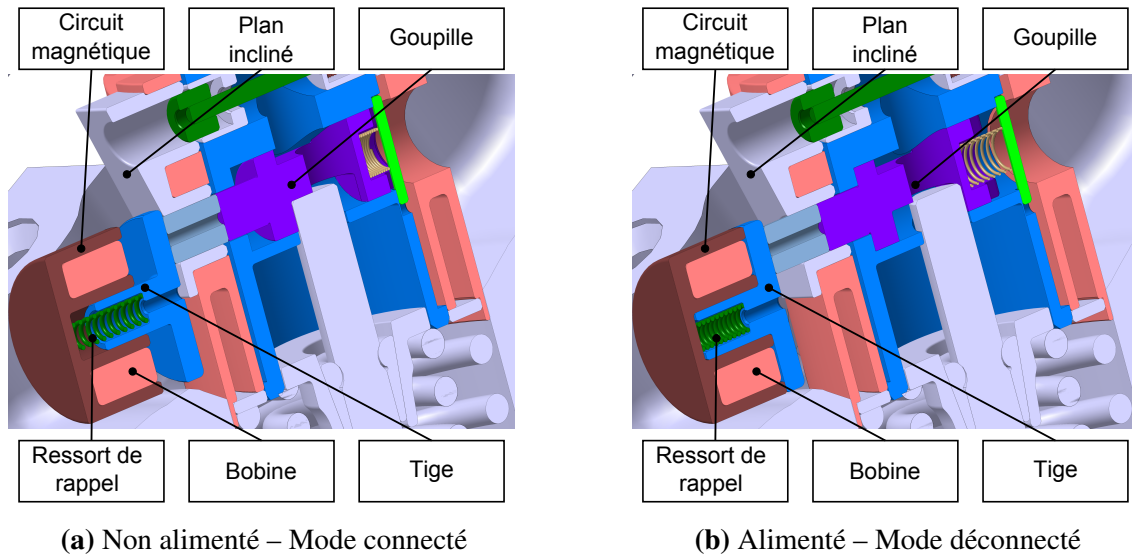 Circuit
magnétique
Plan
incliné
Goupille
Ressort de
rappel
Bobine
Tige
(a) Non alimenté – Mode connecté
Circuit
magnétique
Plan
incliné
Goupille
Ressort de
rappel
Bobine
Tige
(b) Alimenté – Mode déconnecté